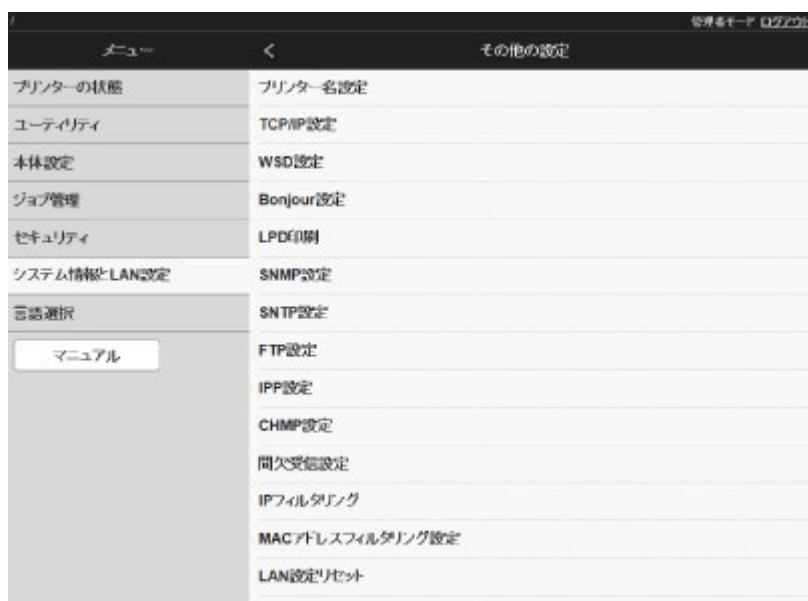 管理者モード ログアウト
メニュー
<
その他の設定
プリンターの状態
ユーティリティ
本体設定
ジョブ管理
セキュリティ
システム情報とLAN設定
言語選択
マニュアル
プリンター名設定
TCP/IP設定
WSD設定
Bonjour設定
LPD印刷
SNMP設定
SNTP設定
FTP設定
IPP設定
CHMP設定
間欠受信設定
IPフィルタリング
MACアドレスフィルタリング設定
LAN設定リセット